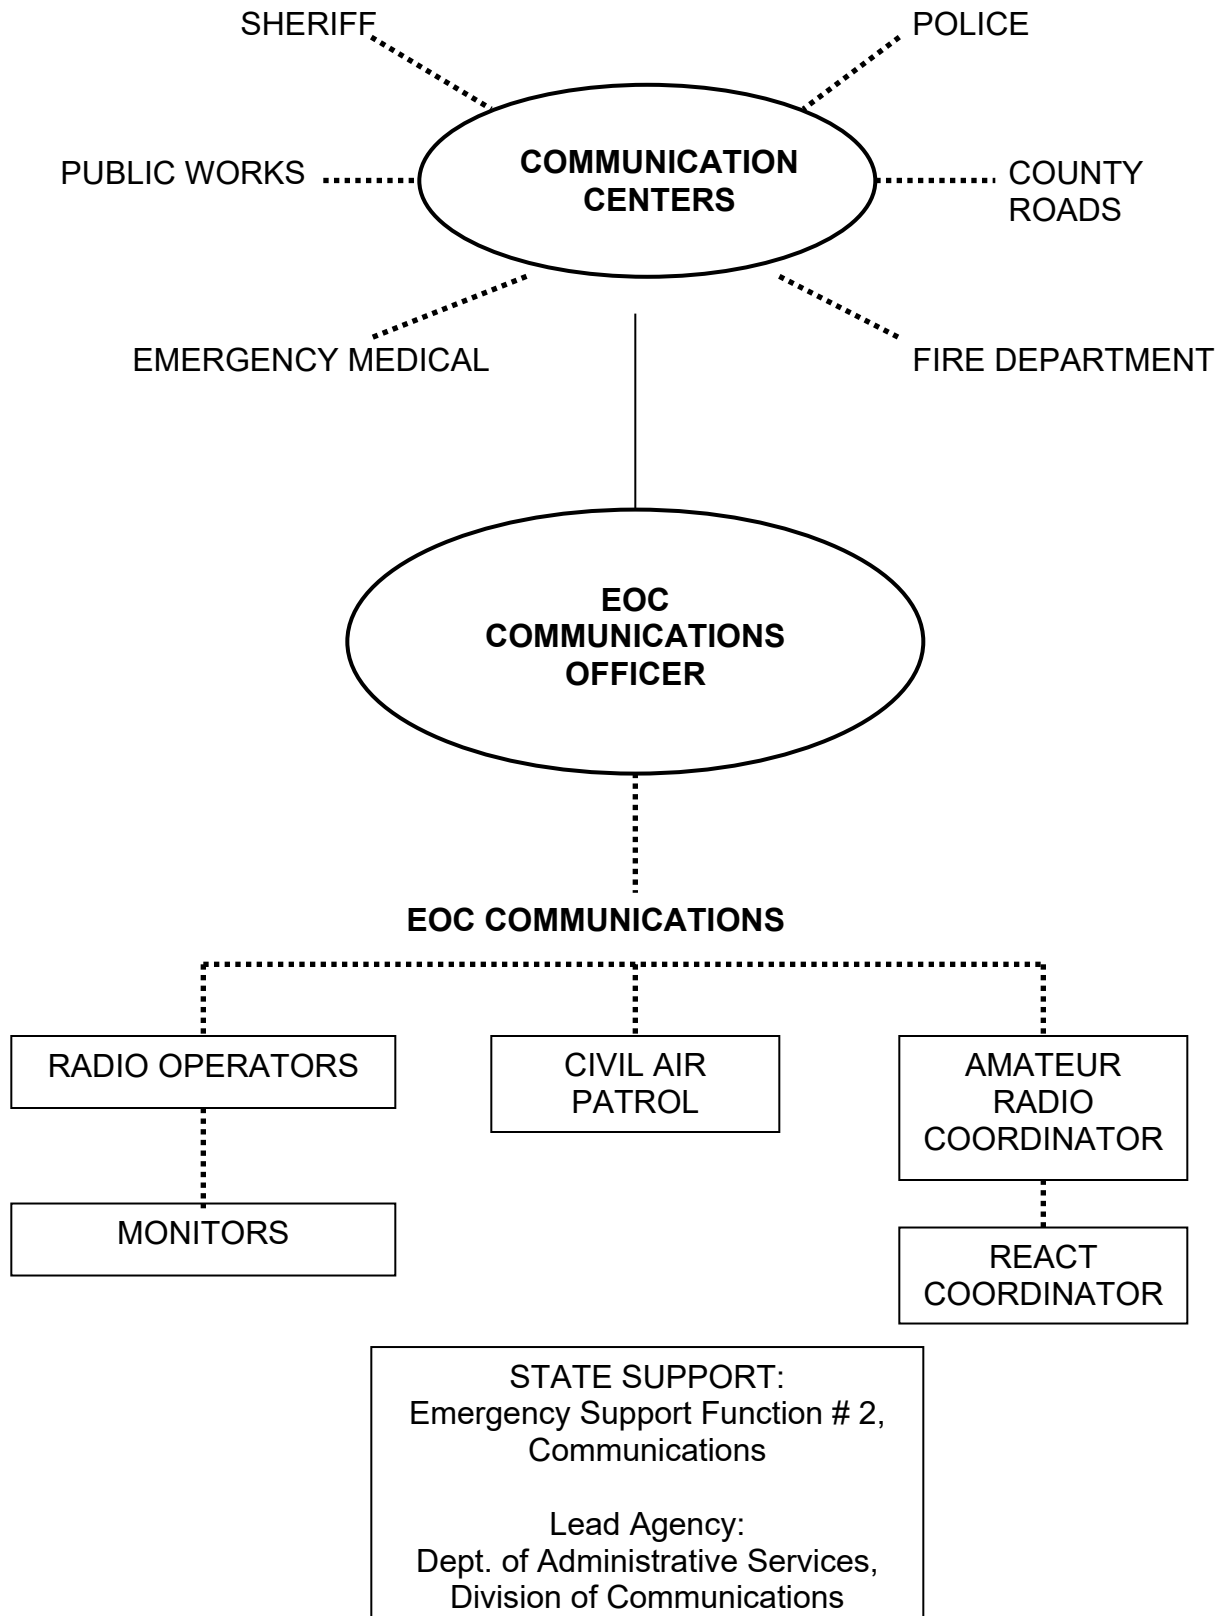 SHERIFF
POLICE
COMMUNICATION
CENTERS
PUBLIC WORKS
COUNTY
ROADS
EMERGENCY MEDICAL
FIRE DEPARTMENT
EOC
COMMUNICATIONS
OFFICER
EOC COMMUNICATIONS
RADIO OPERATORS
CIVIL AIR
PATROL
AMATEUR
RADIO
COORDINATOR
MONITORS
REACT
COORDINATOR
STATE SUPPORT:
Emergency Support Function # 2,
Communications
Lead Agency:
Dept. of Administrative Services,
Division of Communications